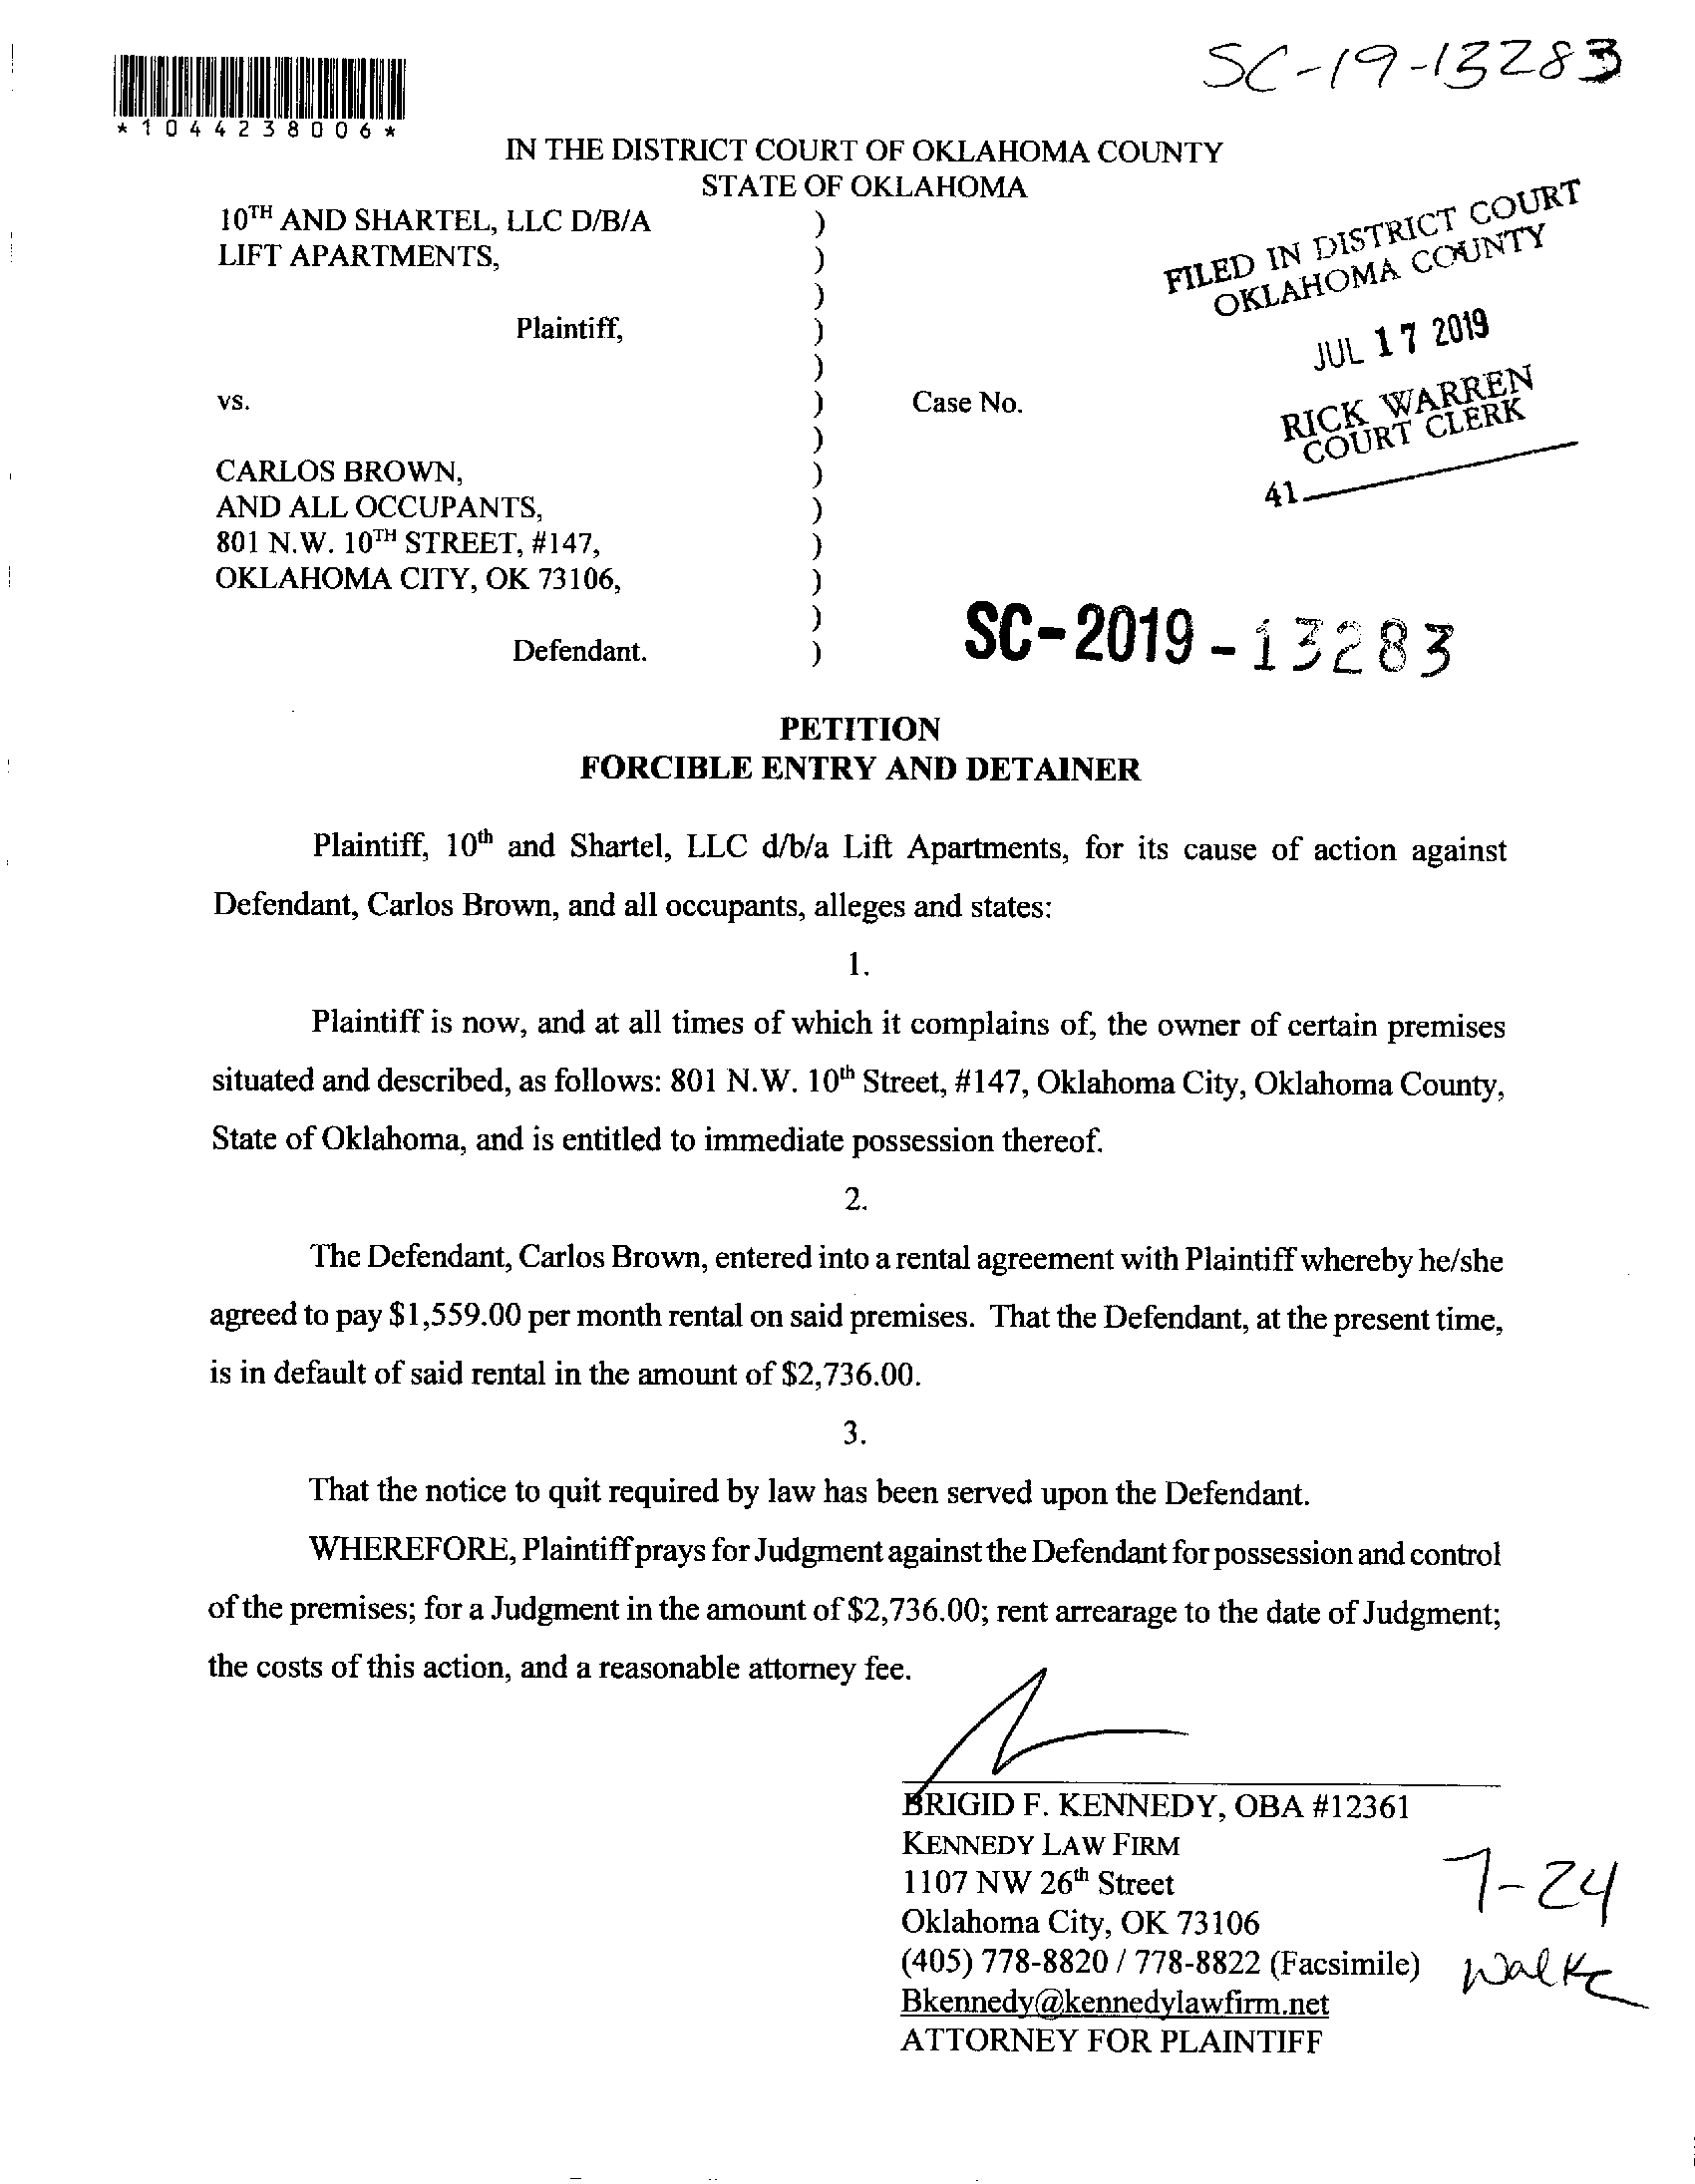 SC-19-13283
*1044238006*
IN THE DISTRICT COURT OF OKLAHOMA COUNTY
STATE OF OKLAHOMA
10TH AND SHARTEL, LLC D/B/A )
LIFT APARTMENTS, )
)
Plaintiff, )
)
vs. ) Case No.
)
CARLOS BROWN, )
AND ALL OCCUPANTS, )
801 N.W. 10TH STREET, #147, )
OKLAHOMA CITY, OK 73106, )
)
Defendant. )
FILED IN DISTRICT COURT
OKLAHOMA COUNTY
JUL 17 2019
RICK WARREN
COURT CLERK
41
SC-2019-13283
PETITION
FORCIBLE ENTRY AND DETAINER
Plaintiff, 10th and Shartel, LLC d/b/a Lift Apartments, for its cause of action against
Defendant, Carlos Brown, and all occupants, alleges and states:
1.
Plaintiff is now, and at all times of which it complains of, the owner of certain premises
situated and described, as follows: 801 N.W. 10th Street, #147, Oklahoma City, Oklahoma County,
State of Oklahoma, and is entitled to immediate possession thereof.
2.
The Defendant, Carlos Brown, entered into a rental agreement with Plaintiff whereby he/she
agreed to pay $1,559.00 per month rental on said premises. That the Defendant, at the present time,
is in default of said rental in the amount of $2,736.00.
3.
That the notice to quit required by law has been served upon the Defendant.
WHEREFORE, Plaintiff prays for Judgment against the Defendant for possession and control
of the premises; for a Judgment in the amount of $2,736.00; rent arrearage to the date of Judgment;
the costs of this action, and a reasonable attorney fee.
BRIGID F. KENNEDY, OBA #12361
KENNEDY LAW FIRM
1107 NW 26th Street
Oklahoma City, OK 73106
(405) 778-8820 / 778-8822 (Facsimile)
Bkennedy@kennedylawfirm.net
ATTORNEY FOR PLAINTIFF
7-24